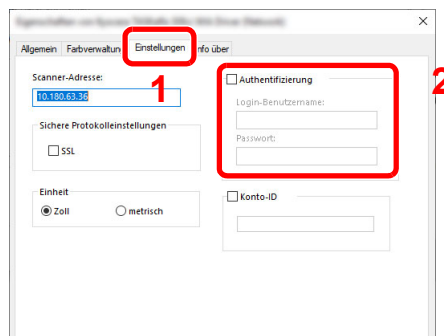 Allgemein Farbverwaltun Einstellungen nfo über
Scanner-Adresse:
10.180.63.36
1
Sichere Protokolleinstellungen
SSL
Einheit
Zoll metrisch
Authentifizierung
2
Login-Benutzername:
Passwort:
Konto-ID